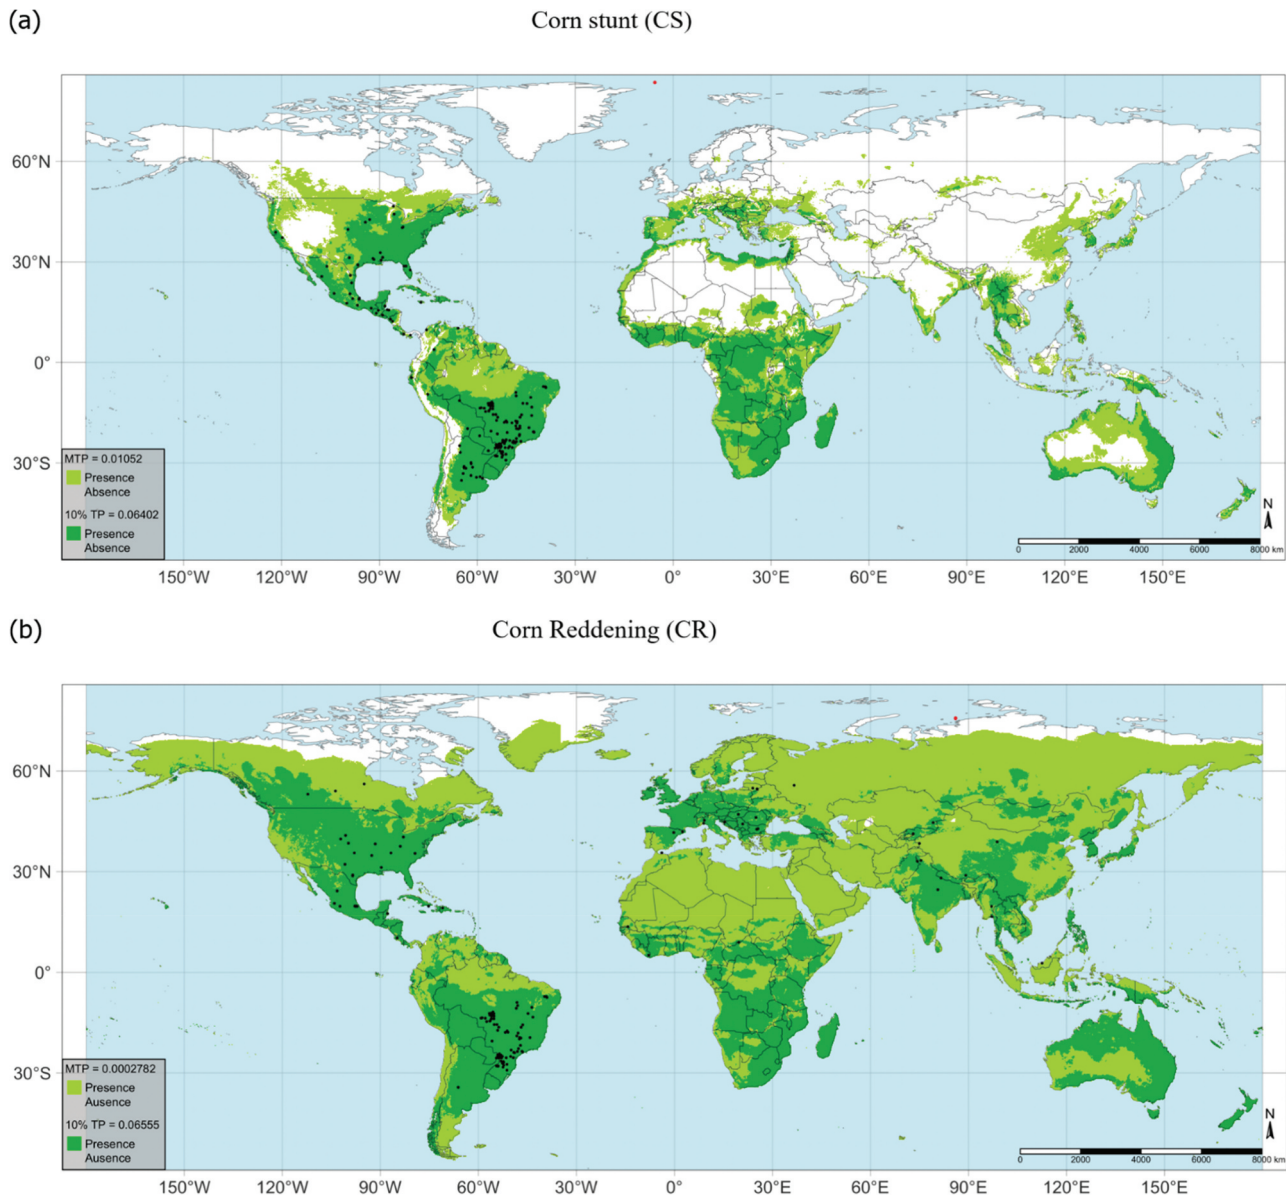 (a)
Corn stunt (CS)
60°N
30°N
0°
30°S
MTP = 0.01052
Presence
Absence
10% TP = 0.06402
Presence
Absence
N
0 2000 4000 6000 8000 km
150°W 120°W 90°W 60°W 30°W 0° 30°E 60°E 90°E 120°E 150°E
(b)
Corn Reddening (CR)
60°N
30°N
0°
30°S
MTP = 0.0002782
Presence
Ausence
10% TP = 0.06555
Presence
Ausence
N
0 2000 4000 6000 8000 km
150°W 120°W 90°W 60°W 30°W 0° 30°E 60°E 90°E 120°E 150°E